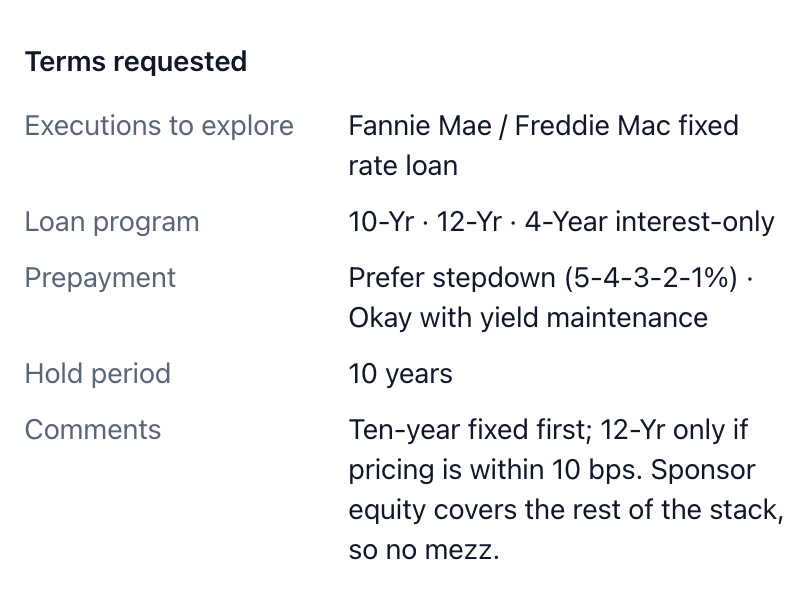 Terms requested
Executions to explore
Fannie Mae / Freddie Mac fixed
rate loan
Loan program
10-Yr · 12-Yr · 4-Year interest-only
Prepayment
Prefer stepdown (5-4-3-2-1%) ·
Okay with yield maintenance
Hold period
10 years
Comments
Ten-year fixed first; 12-Yr only if
pricing is within 10 bps. Sponsor
equity covers the rest of the stack,
so no mezz.